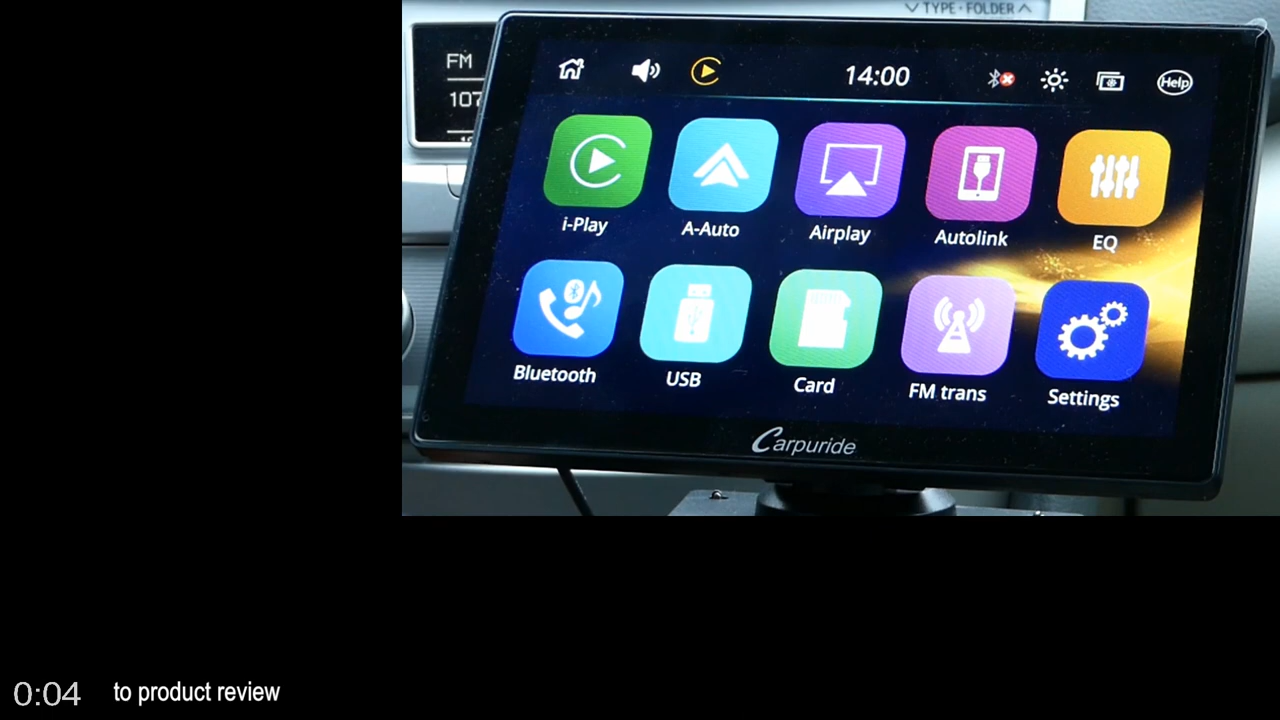 TYPE · FOLDER
FM
107
14:00
Help
i-Play
A-Auto
Airplay
Autolink
EQ
Bluetooth
USB
Card
FM trans
Settings
Carpuride
0:04
to product review